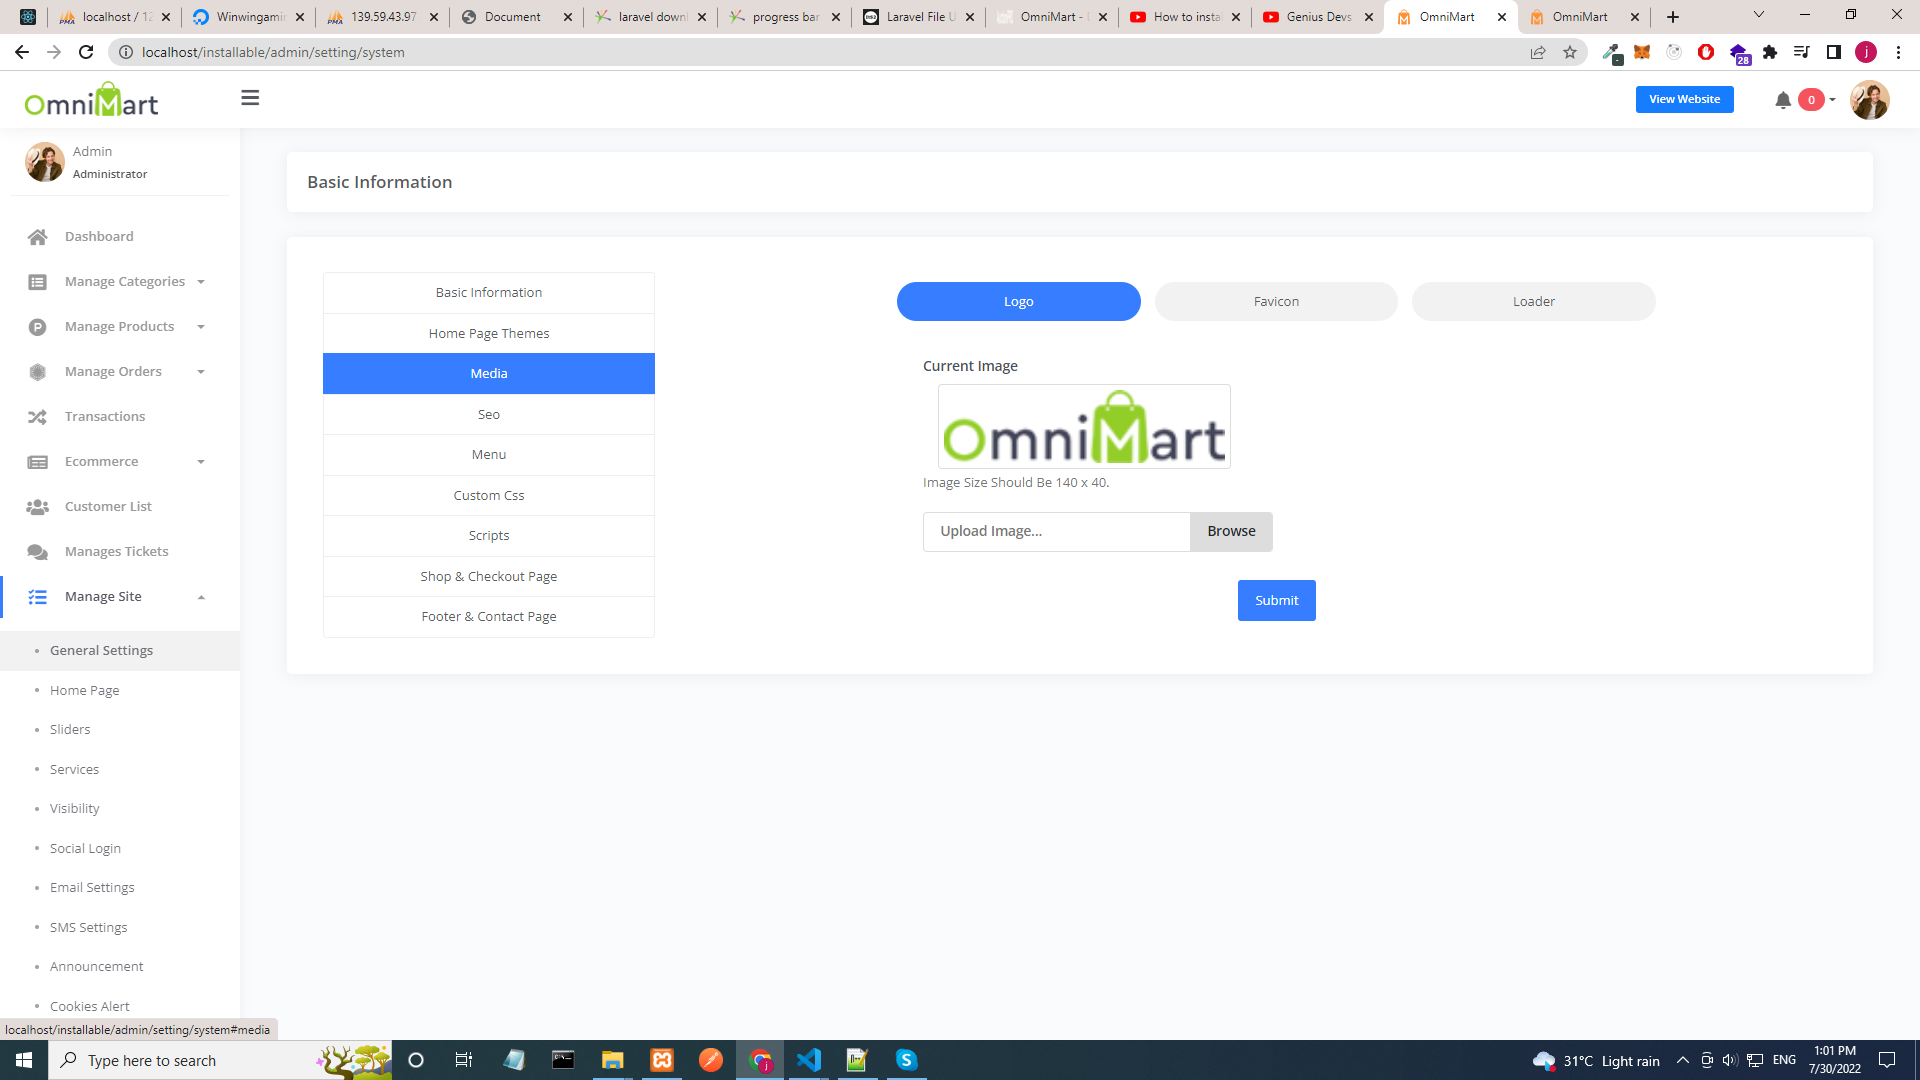 localhost / 12
Winwingamin
139.59.43.97
Document
laravel down
progress bar
Laravel File U
OmniMart - D
How to instal
Genius Devs
OmniMart
OmniMart
localhost/installable/admin/setting/system
28
j
OmniMart
View Website
0
Admin
Administrator
Basic Information
Dashboard
Manage Categories
Manage Products
Manage Orders
Transactions
Ecommerce
Customer List
Manages Tickets
Manage Site
General Settings
Home Page
Sliders
Services
Visibility
Social Login
Email Settings
SMS Settings
Announcement
Cookies Alert
Basic Information
Home Page Themes
Media
Seo
Menu
Custom Css
Scripts
Shop & Checkout Page
Footer & Contact Page
Logo
Favicon
Loader
Current Image
OmniMart
Image Size Should Be 140 x 40.
Upload Image...
Browse
Submit
localhost/installable/admin/setting/system#media
Type here to search
31°C Light rain
ENG
1:01 PM
7/30/2022